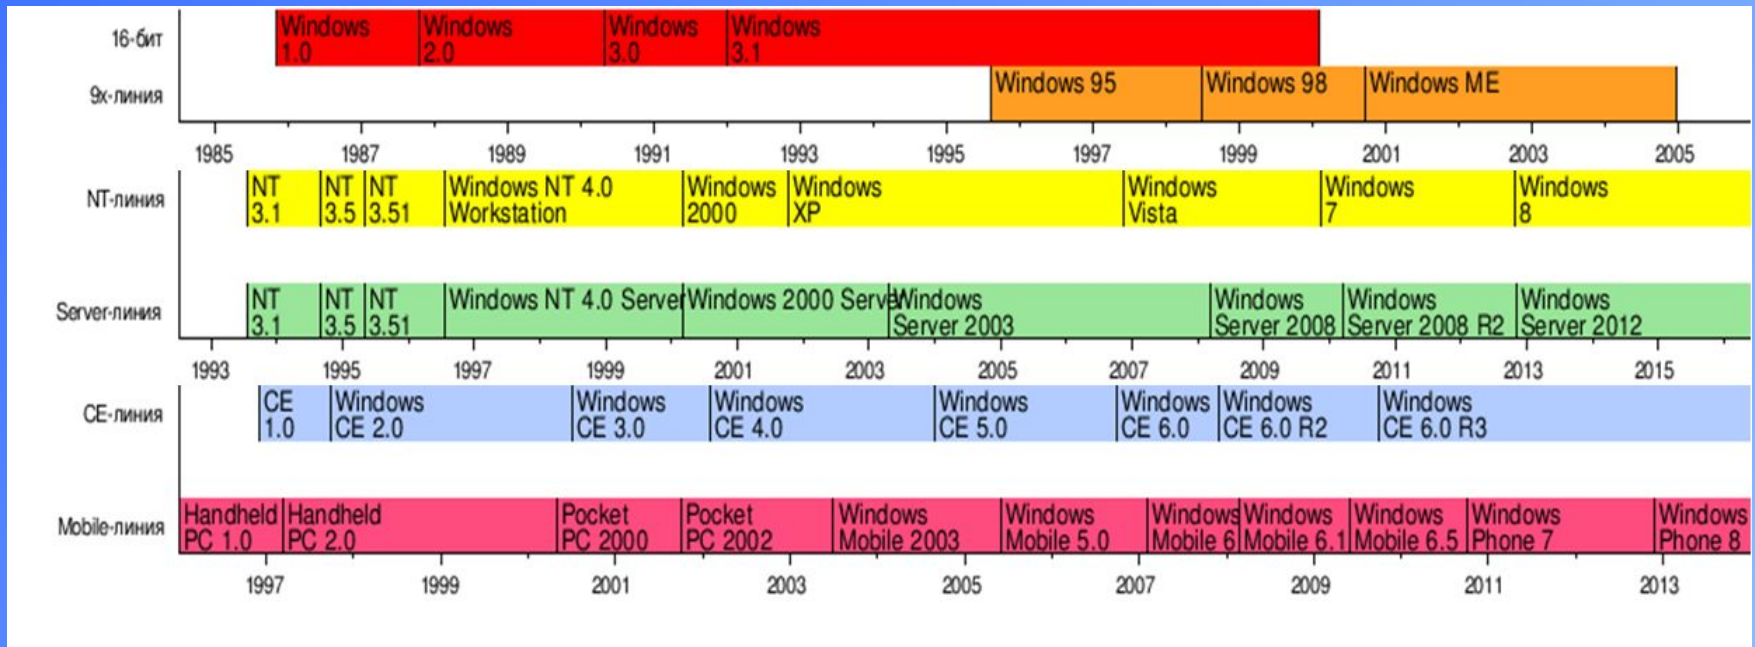 16-бит
Windows 1.0
Windows 2.0
Windows 3.0
Windows 3.1
9x-линия
Windows 95
Windows 98
Windows ME
1985 1987 1989 1991 1993 1995 1997 1999 2001 2003 2005
NT-линия
NT 3.1
NT 3.5
NT 3.51
Windows NT 4.0 Workstation
Windows 2000
Windows XP
Windows Vista
Windows 7
Windows 8
Server-линия
NT 3.1
NT 3.5
NT 3.51
Windows NT 4.0 Server
Windows 2000 Server
Windows Server 2003
Windows Server 2008
Windows Server 2008 R2
Windows Server 2012
1993 1995 1997 1999 2001 2003 2005 2007 2009 2011 2013 2015
CE-линия
CE 1.0
Windows CE 2.0
Windows CE 3.0
Windows CE 4.0
Windows CE 5.0
Windows CE 6.0
Windows CE 6.0 R2
Windows CE 6.0 R3
Mobile-линия
Handheld PC 1.0
Handheld PC 2.0
Pocket PC 2000
Pocket PC 2002
Windows Mobile 2003
Windows Mobile 5.0
Windows Mobile 6
Windows Mobile 6.1
Windows Mobile 6.5
Windows Phone 7
Windows Phone 8
1997 1999 2001 2003 2005 2007 2009 2011 2013